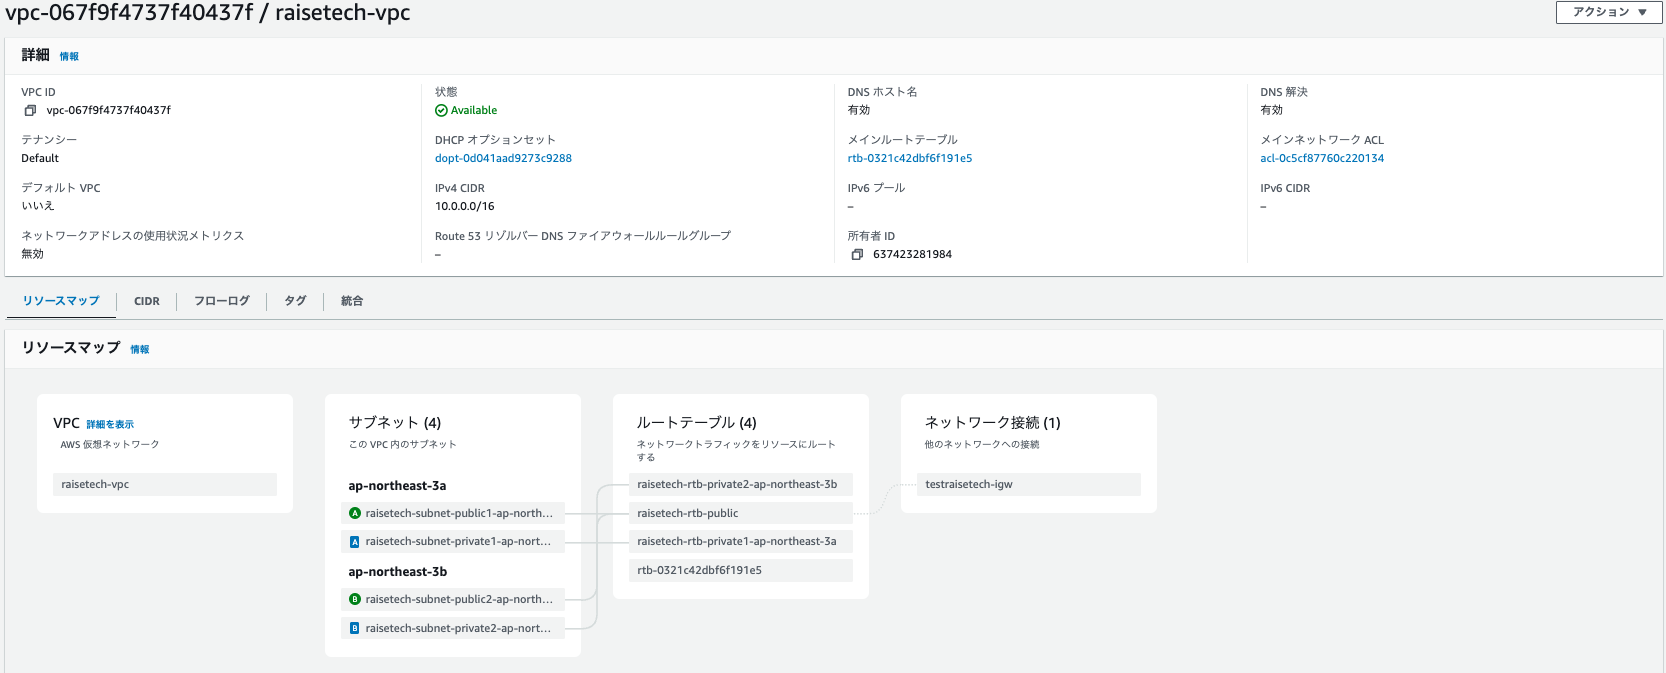 vpc-067f9f4737f40437f / raisetech-vpc
アクション ▼
詳細 情報
VPC ID
vpc-067f9f4737f40437f
状態
Available
DNS ホスト名
有効
DNS 解決
有効
テナンシー
Default
DHCP オプションセット
dopt-0d041aad9273c9288
メインルートテーブル
rtb-0321c42dbf6f191e5
メインネットワーク ACL
acl-0c5cf87760c220134
デフォルト VPC
いいえ
IPv4 CIDR
10.0.0.0/16
IPv6 プール
–
IPv6 CIDR
–
ネットワークアドレスの使用状況メトリクス
無効
Route 53 リゾルバー DNS ファイアウォールルールグループ
–
所有者 ID
637423281984
リソースマップ
CIDR
フローログ
タグ
統合
リソースマップ 情報
VPC 詳細を表示
AWS 仮想ネットワーク
raisetech-vpc
サブネット (4)
この VPC 内のサブネット
ap-northeast-3a
A raisetech-subnet-public1-ap-north...
A raisetech-subnet-private1-ap-nort...
ap-northeast-3b
B raisetech-subnet-public2-ap-north...
B raisetech-subnet-private2-ap-nort...
ルートテーブル (4)
ネットワークトラフィックをリソースにルート
する
raisetech-rtb-private2-ap-northeast-3b
raisetech-rtb-public
raisetech-rtb-private1-ap-northeast-3a
rtb-0321c42dbf6f191e5
ネットワーク接続 (1)
他のネットワークへの接続
testraisetech-igw